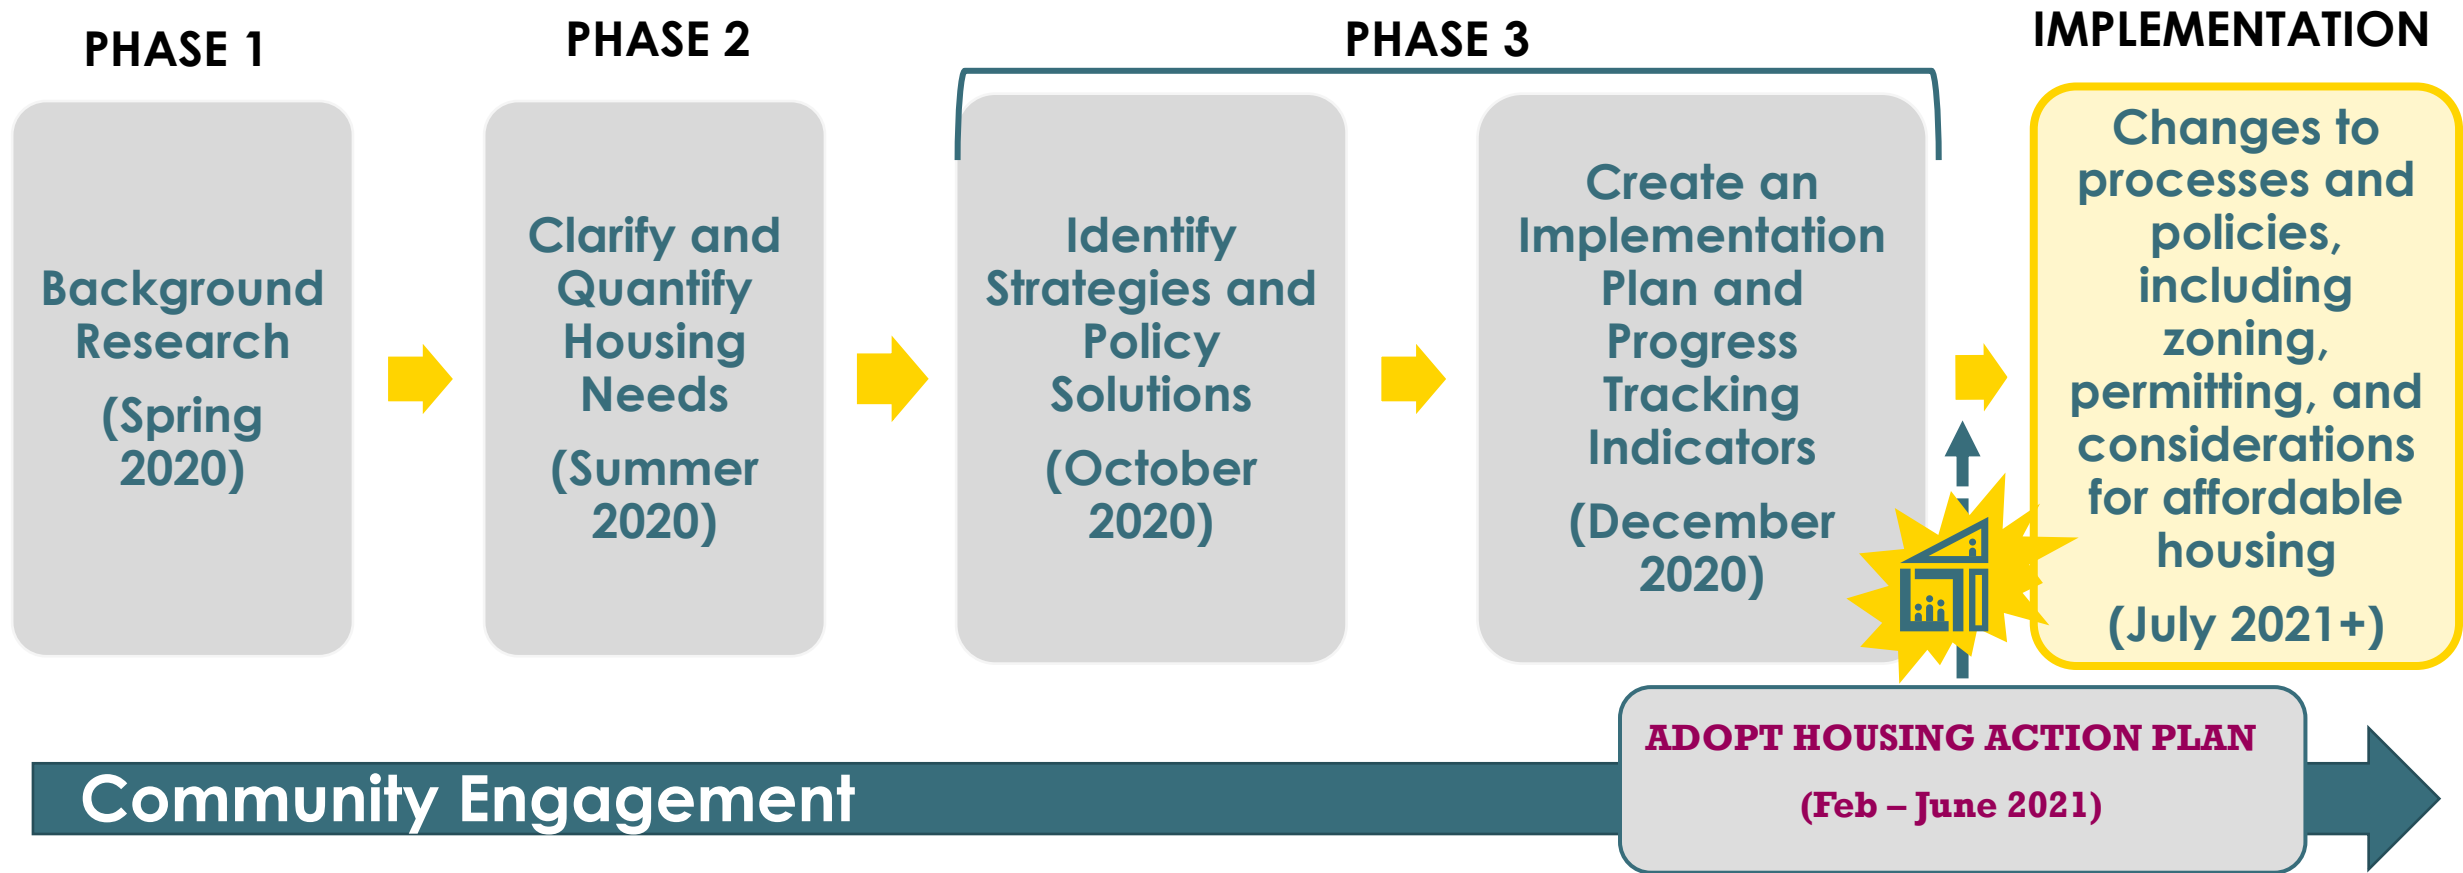 PHASE 1
Background
Research
(Spring
2020)
PHASE 2
Clarify and
Quantify
Housing
Needs
(Summer
2020)
PHASE 3
Identify
Strategies and
Policy
Solutions
(October
2020)
Create an
Implementation
Plan and
Progress
Tracking
Indicators
(December
2020)
IMPLEMENTATION
Changes to
processes and
policies,
including
zoning,
permitting, and
considerations
for affordable
housing
(July 2021+)
Community Engagement
ADOPT HOUSING ACTION PLAN
(Feb – June 2021)